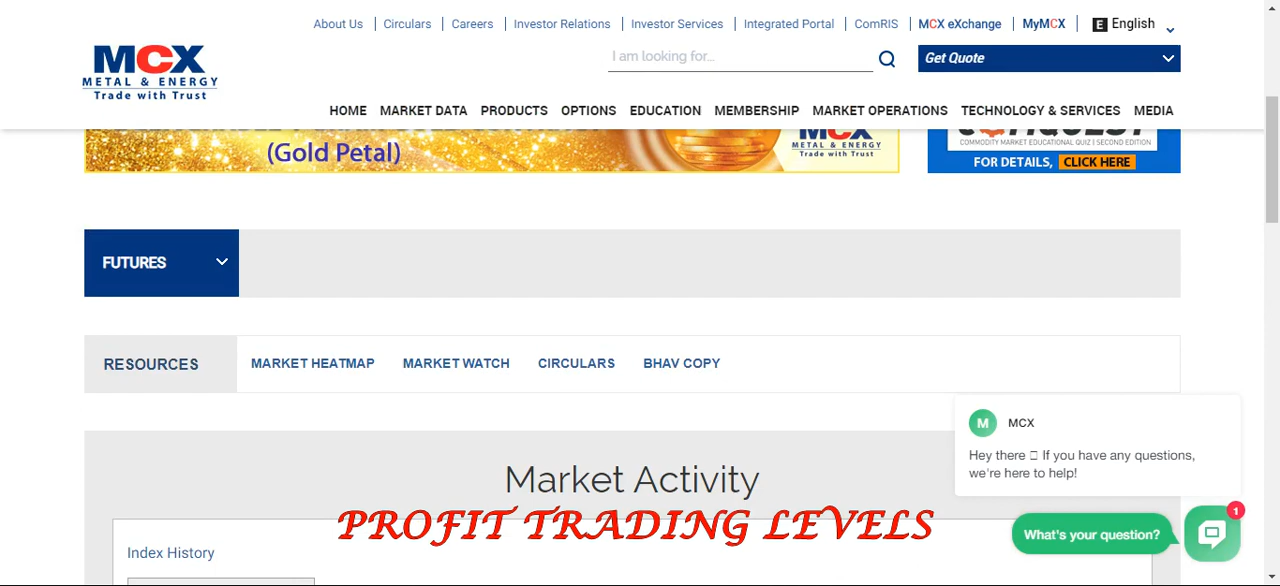 About Us
Circulars
Careers
Investor Relations
Investor Services
Integrated Portal
ComRIS
MCX eXchange
MyMCX
E English
MCX
METAL & ENERGY
Trade with Trust
I am looking for...
Get Quote
HOME
MARKET DATA
PRODUCTS
OPTIONS
EDUCATION
MEMBERSHIP
MARKET OPERATIONS
TECHNOLOGY & SERVICES
MEDIA
(Gold Petal)
MCX
METAL & ENERGY
Trade with Trust
COMMODITY MARKET EDUCATIONAL QUIZ | SECOND EDITION
FOR DETAILS, CLICK HERE
FUTURES
RESOURCES
MARKET HEATMAP
MARKET WATCH
CIRCULARS
BHAV COPY
M MCX
Hey there If you have any questions,
we're here to help!
Market Activity
PROFIT TRADING LEVELS
What's your question?
1
Index History